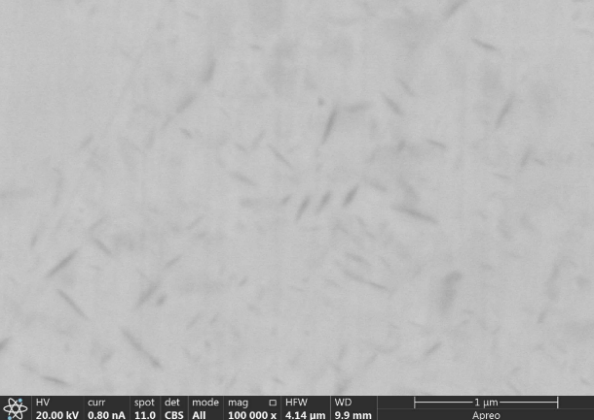 HV curr spot det mode mag HFW WD 1 µm
20.00 kV 0.80 nA 11.0 CBS All 100 000 x 4.14 µm 9.9 mm Apreo